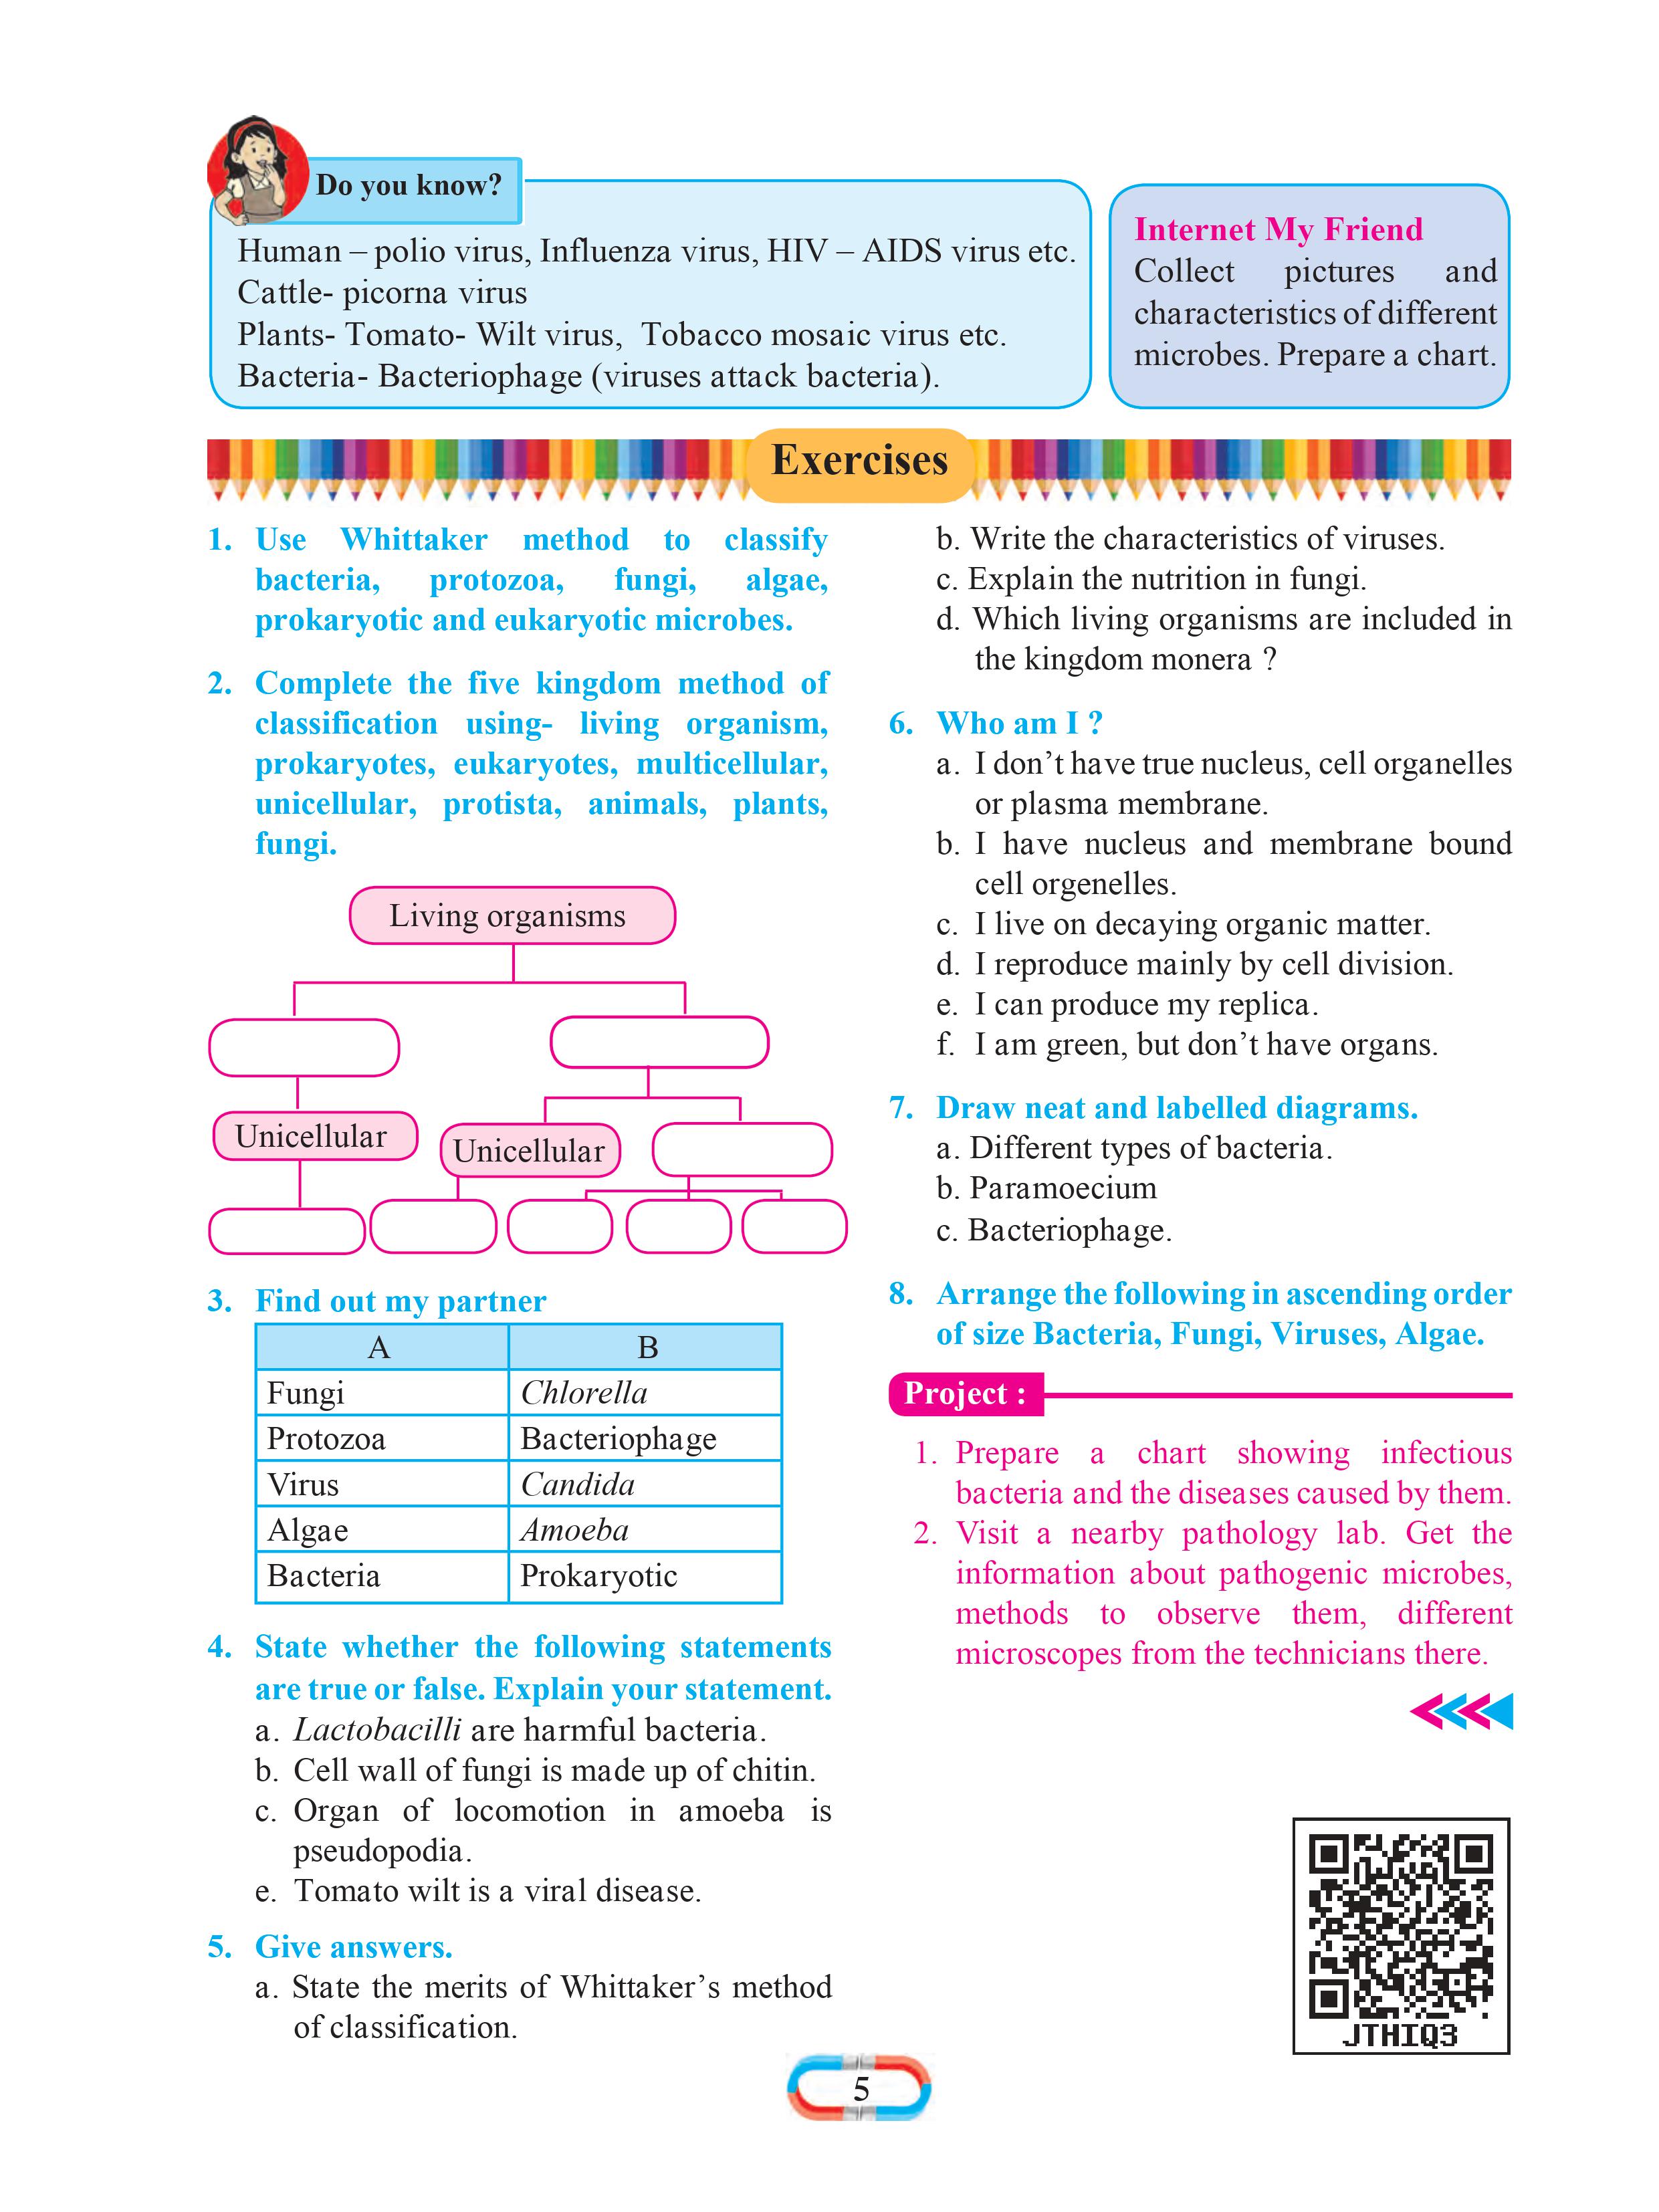 Do you know?
Human – polio virus, Influenza virus, HIV – AIDS virus etc.
Cattle- picorna virus
Plants- Tomato- Wilt virus, Tobacco mosaic virus etc.
Bacteria- Bacteriophage (viruses attack bacteria).
Internet My Friend
Collect pictures and
characteristics of different
microbes. Prepare a chart.
Exercises
1. Use Whittaker method to classify
bacteria, protozoa, fungi, algae,
prokaryotic and eukaryotic microbes.
2. Complete the five kingdom method of
classification using- living organism,
prokaryotes, eukaryotes, multicellular,
unicellular, protista, animals, plants,
fungi.
Living organisms
Unicellular
Unicellular
3. Find out my partner
A B
Fungi Chlorella
Protozoa Bacteriophage
Virus Candida
Algae Amoeba
Bacteria Prokaryotic
4. State whether the following statements
are true or false. Explain your statement.
a. Lactobacilli are harmful bacteria.
b. Cell wall of fungi is made up of chitin.
c. Organ of locomotion in amoeba is
pseudopodia.
e. Tomato wilt is a viral disease.
5. Give answers.
a. State the merits of Whittaker’s method
of classification.
b. Write the characteristics of viruses.
c. Explain the nutrition in fungi.
d. Which living organisms are included in
the kingdom monera ?
6. Who am I ?
a. I don’t have true nucleus, cell organelles
or plasma membrane.
b. I have nucleus and membrane bound
cell orgenelles.
c. I live on decaying organic matter.
d. I reproduce mainly by cell division.
e. I can produce my replica.
f. I am green, but don’t have organs.
7. Draw neat and labelled diagrams.
a. Different types of bacteria.
b. Paramoecium
c. Bacteriophage.
8. Arrange the following in ascending order
of size Bacteria, Fungi, Viruses, Algae.
Project :
1. Prepare a chart showing infectious
bacteria and the diseases caused by them.
2. Visit a nearby pathology lab. Get the
information about pathogenic microbes,
methods to observe them, different
microscopes from the technicians there.
JTHIQ3
5